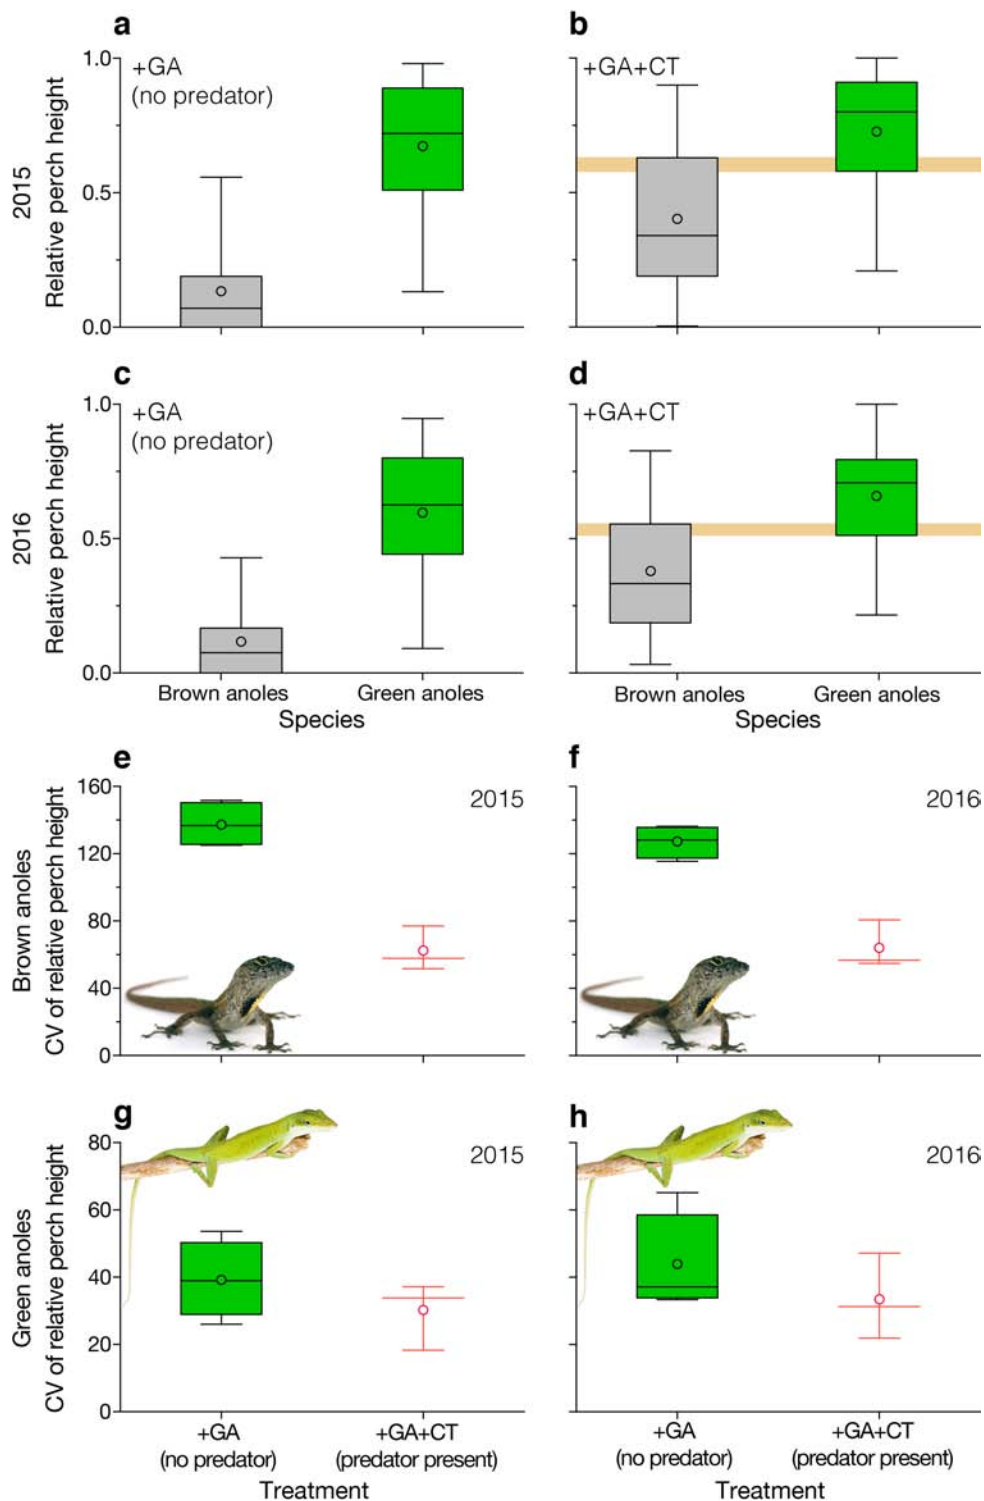 a
b
+GA
(no predator)
+GA+CT
1.0
0.5
0.0
2015
Relative perch height
c
d
+GA
(no predator)
+GA+CT
1.0
0.5
0.0
2016
Relative perch height
Brown anoles
Green anoles
Species
Brown anoles
Green anoles
Species
e
f
2015
2016
160
120
80
40
0
Brown anoles
CV of relative perch height
g
h
2015
2016
80
60
40
20
0
Green anoles
CV of relative perch height
+GA
(no predator)
+GA+CT
(predator present)
Treatment
+GA
(no predator)
+GA+CT
(predator present)
Treatment